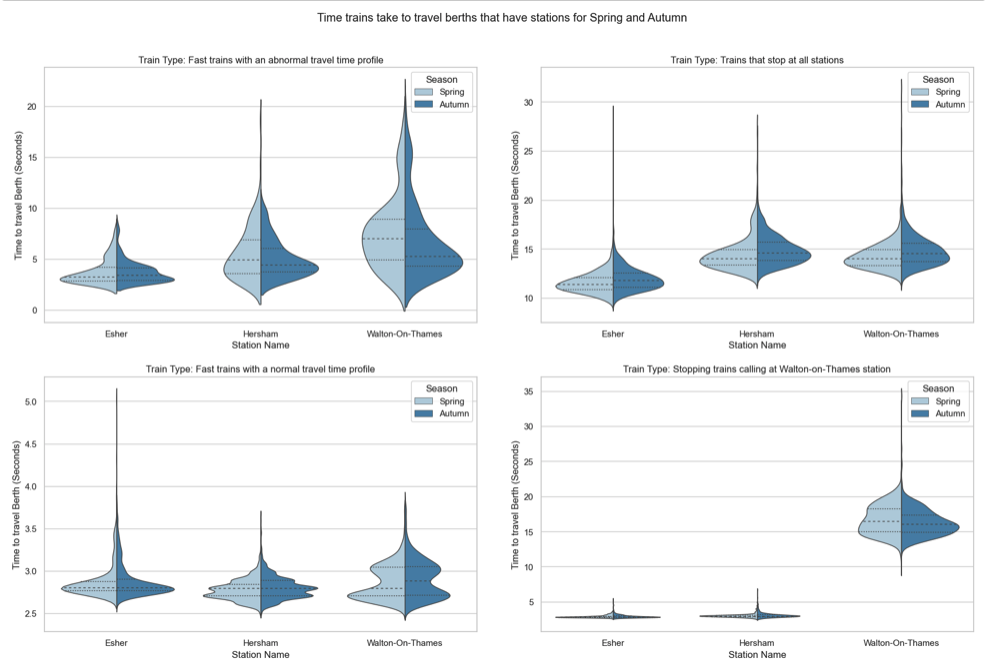 Time trains take to travel berths that have stations for Spring and Autumn
Train Type: Fast trains with an abnormal travel time profile
Season
Spring
Autumn
20
15
10
5
0
Time to travel Berth (Seconds)
Esher
Hersham
Walton-On-Thames
Station Name
Train Type: Trains that stop at all stations
Season
Spring
Autumn
30
25
20
15
10
Time to travel Berth (Seconds)
Esher
Hersham
Walton-On-Thames
Station Name
Train Type: Fast trains with a normal travel time profile
Season
Spring
Autumn
5.0
4.5
4.0
3.5
3.0
2.5
Time to travel Berth (Seconds)
Esher
Hersham
Walton-On-Thames
Station Name
Train Type: Stopping trains calling at Walton-on-Thames station
Season
Spring
Autumn
35
30
25
20
15
10
5
Time to travel Berth (Seconds)
Esher
Hersham
Walton-On-Thames
Station Name